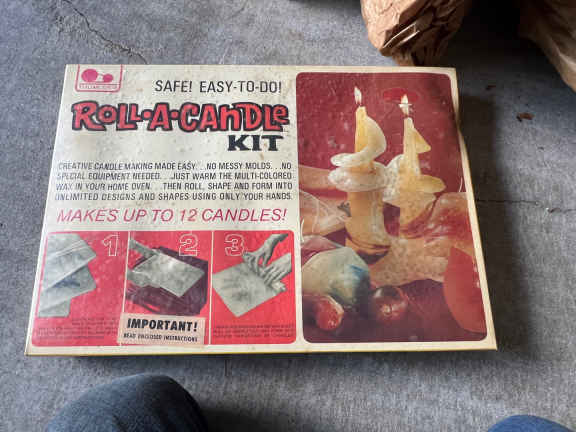 SAFE! EASY-TO-DO!
ROLL·A·CANDLE
KIT
CREATIVE CANDLE MAKING MADE EASY. . .NO MESSY MOLDS. . .NO
SPECIAL EQUIPMENT NEEDED. . .JUST WARM THE MULTI-COLORED
WAX IN YOUR HOME OVEN. . .THEN ROLL, SHAPE AND FORM INTO
UNLIMITED DESIGNS AND SHAPES USING ONLY YOUR HANDS.
MAKES UP TO 12 CANDLES!
1 2 3
IMPORTANT!
READ ENCLOSED INSTRUCTIONS